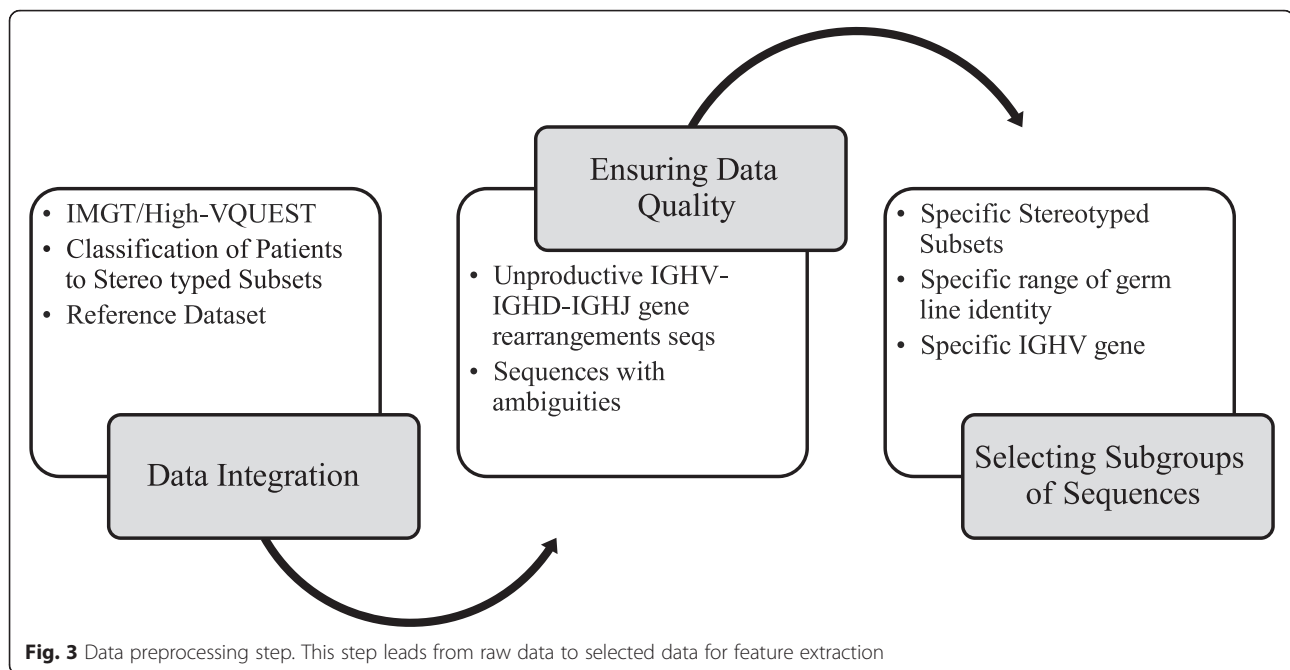 • IMGT/High-VQUEST
• Classification of Patients
to Stereo typed Subsets
• Reference Dataset
Data Integration
Ensuring Data
Quality
• Unproductive IGHV-
IGHD-IGHJ gene
rearrangements seqs
• Sequences with
ambiguities
• Specific Stereotyped
Subsets
• Specific range of germ
line identity
• Specific IGHV gene
Selecting Subgroups
of Sequences
Fig. 3 Data preprocessing step. This step leads from raw data to selected data for feature extraction